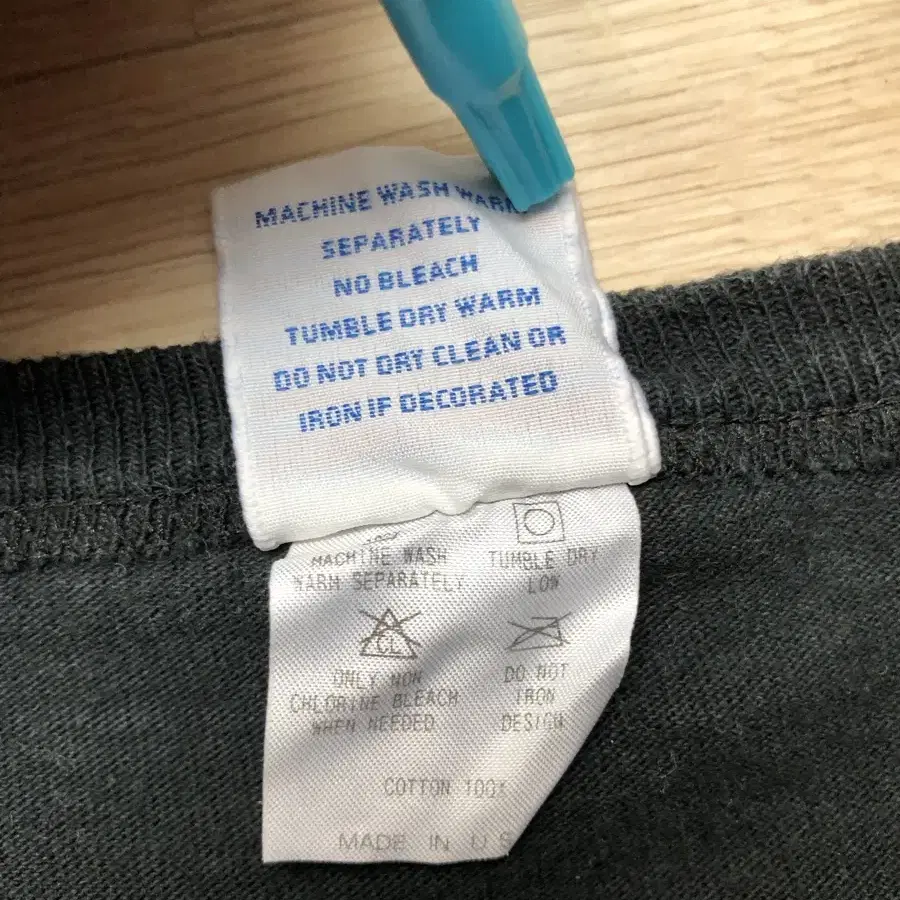 MACHINE WASH WARM
SEPARATELY
NO BLEACH
TUMBLE DRY WARM
DO NOT DRY CLEAN OR
IRON IF DECORATED
MACHINE WASH
WARM SEPARATELY
TUMBLE DRY
LOW
CL
ONLY NON
CHLORINE BLEACH
WHEN NEEDED
DO NOT
IRON
DESIGN
COTTON 100%
MADE IN U S